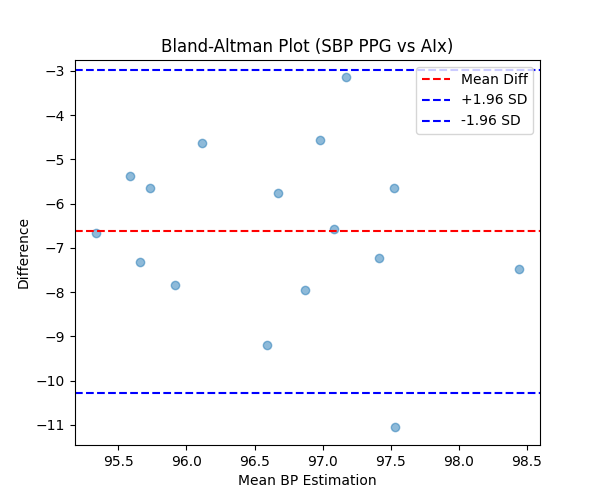 Bland-Altman Plot (SBP PPG vs AIx)
Mean Diff
+1.96 SD
-1.96 SD
Difference
−3
−4
−5
−6
−7
−8
−9
−10
−11
95.5 96.0 96.5 97.0 97.5 98.0 98.5
Mean BP Estimation